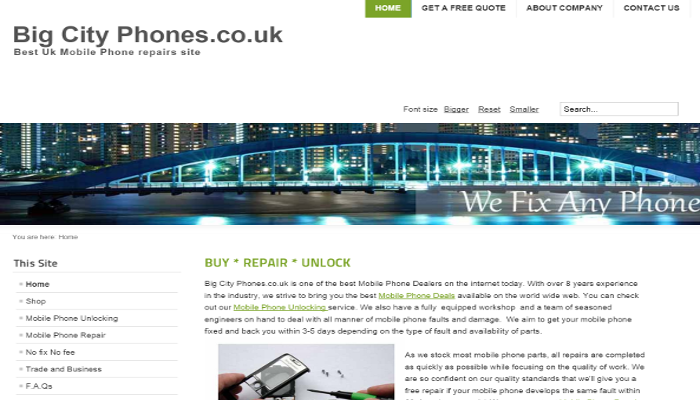 HOME GET A FREE QUOTE ABOUT COMPANY CONTACT US
Big City Phones.co.uk
Best Uk Mobile Phone repairs site
Font size Bigger Reset Smaller Search...
We Fix Any Phone
You are here: Home
This Site
Home
Shop
Mobile Phone Unlocking
Mobile Phone Repair
No fix No fee
Trade and Business
F.A.Qs
BUY * REPAIR * UNLOCK
Big City Phones.co.uk is one of the best Mobile Phone Dealers on the internet today. With over 8 years experience
in the industry, we strive to bring you the best Mobile Phone Deals available on the world wide web. You can check
out our Mobile Phone Unlocking service. We also have a fully equipped workshop and a team of seasoned
engineers on hand to deal with all manner of mobile phone faults and damage. We aim to get your mobile phone
fixed and back you within 3-5 days depending on the type of fault and availability of parts.
As we stock most mobile phone parts, all repairs are completed
as quickly as possible while focusing on the quality of work. We
are so confident on our quality standards that we'll give you a
free repair if your mobile phone develops the same fault within